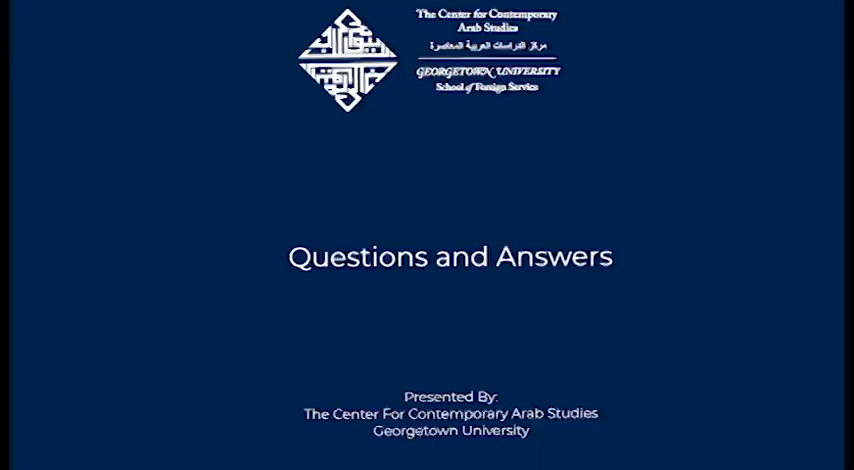 The Center for Contemporary
Arab Studies
مركز الدراسات العربية المعاصرة
GEORGETOWN UNIVERSITY
School of Foreign Service
Questions and Answers
Presented By:
The Center For Contemporary Arab Studies
Georgetown University